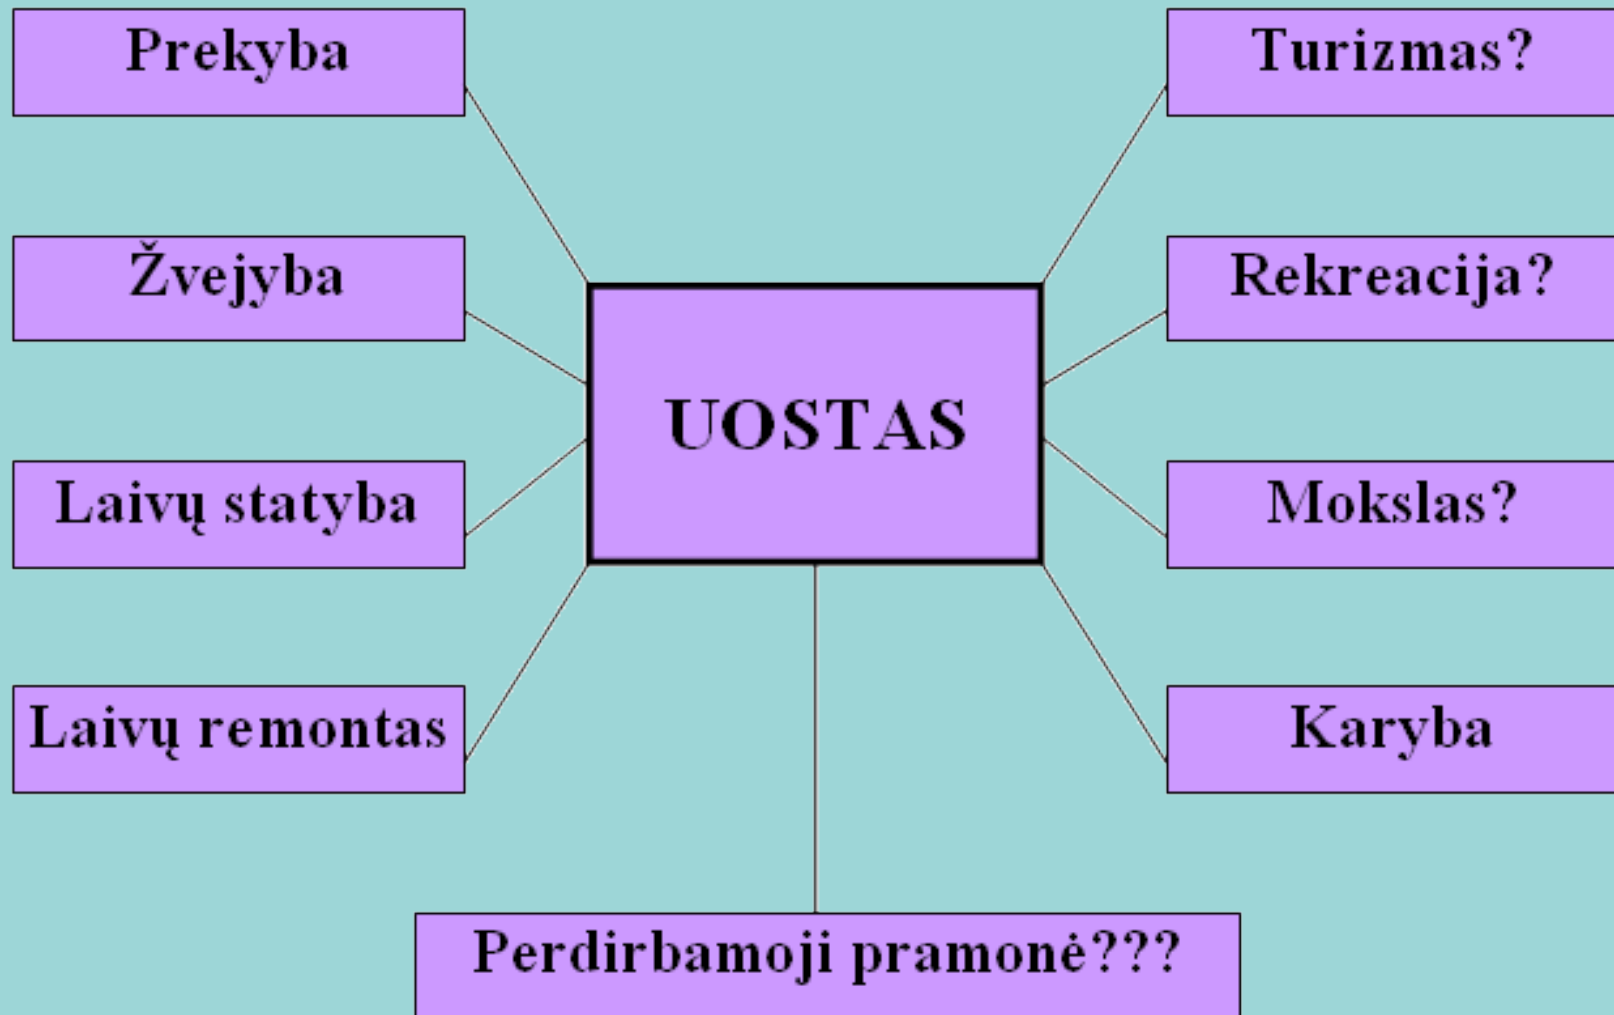 Prekyba
Turizmas?
Žvejyba
Rekreacija?
UOSTAS
Laivų statyba
Mokslas?
Laivų remontas
Karyba
Perdirbamoji pramonė???